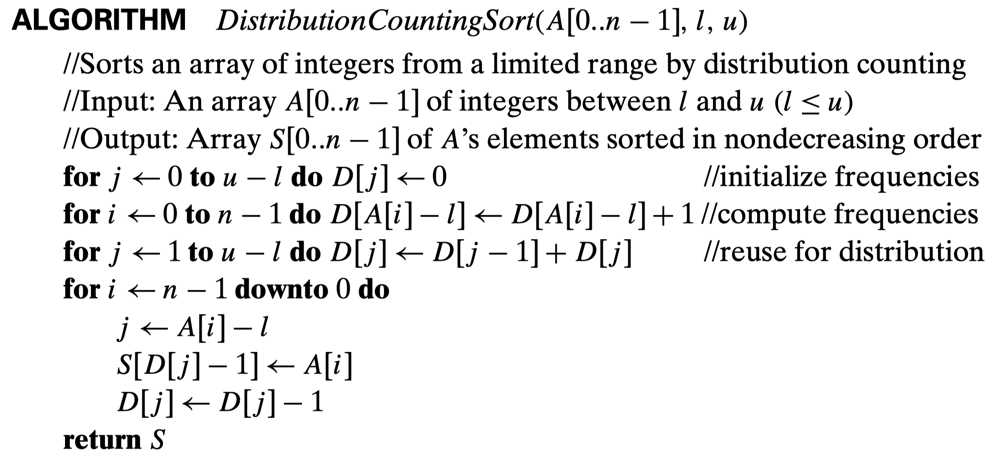 ALGORITHM DistributionCountingSort(A[0..n − 1], l, u)
//Sorts an array of integers from a limited range by distribution counting
//Input: An array A[0..n − 1] of integers between l and u (l ≤ u)
//Output: Array S[0..n − 1] of A’s elements sorted in nondecreasing order
for j ← 0 to u − l do D[j] ← 0 //initialize frequencies
for i ← 0 to n − 1 do D[A[i] − l] ← D[A[i] − l] + 1 //compute frequencies
for j ← 1 to u − l do D[j] ← D[j − 1] + D[j] //reuse for distribution
for i ← n − 1 downto 0 do
j ← A[i] − l
S[D[j] − 1] ← A[i]
D[j] ← D[j] − 1
return S